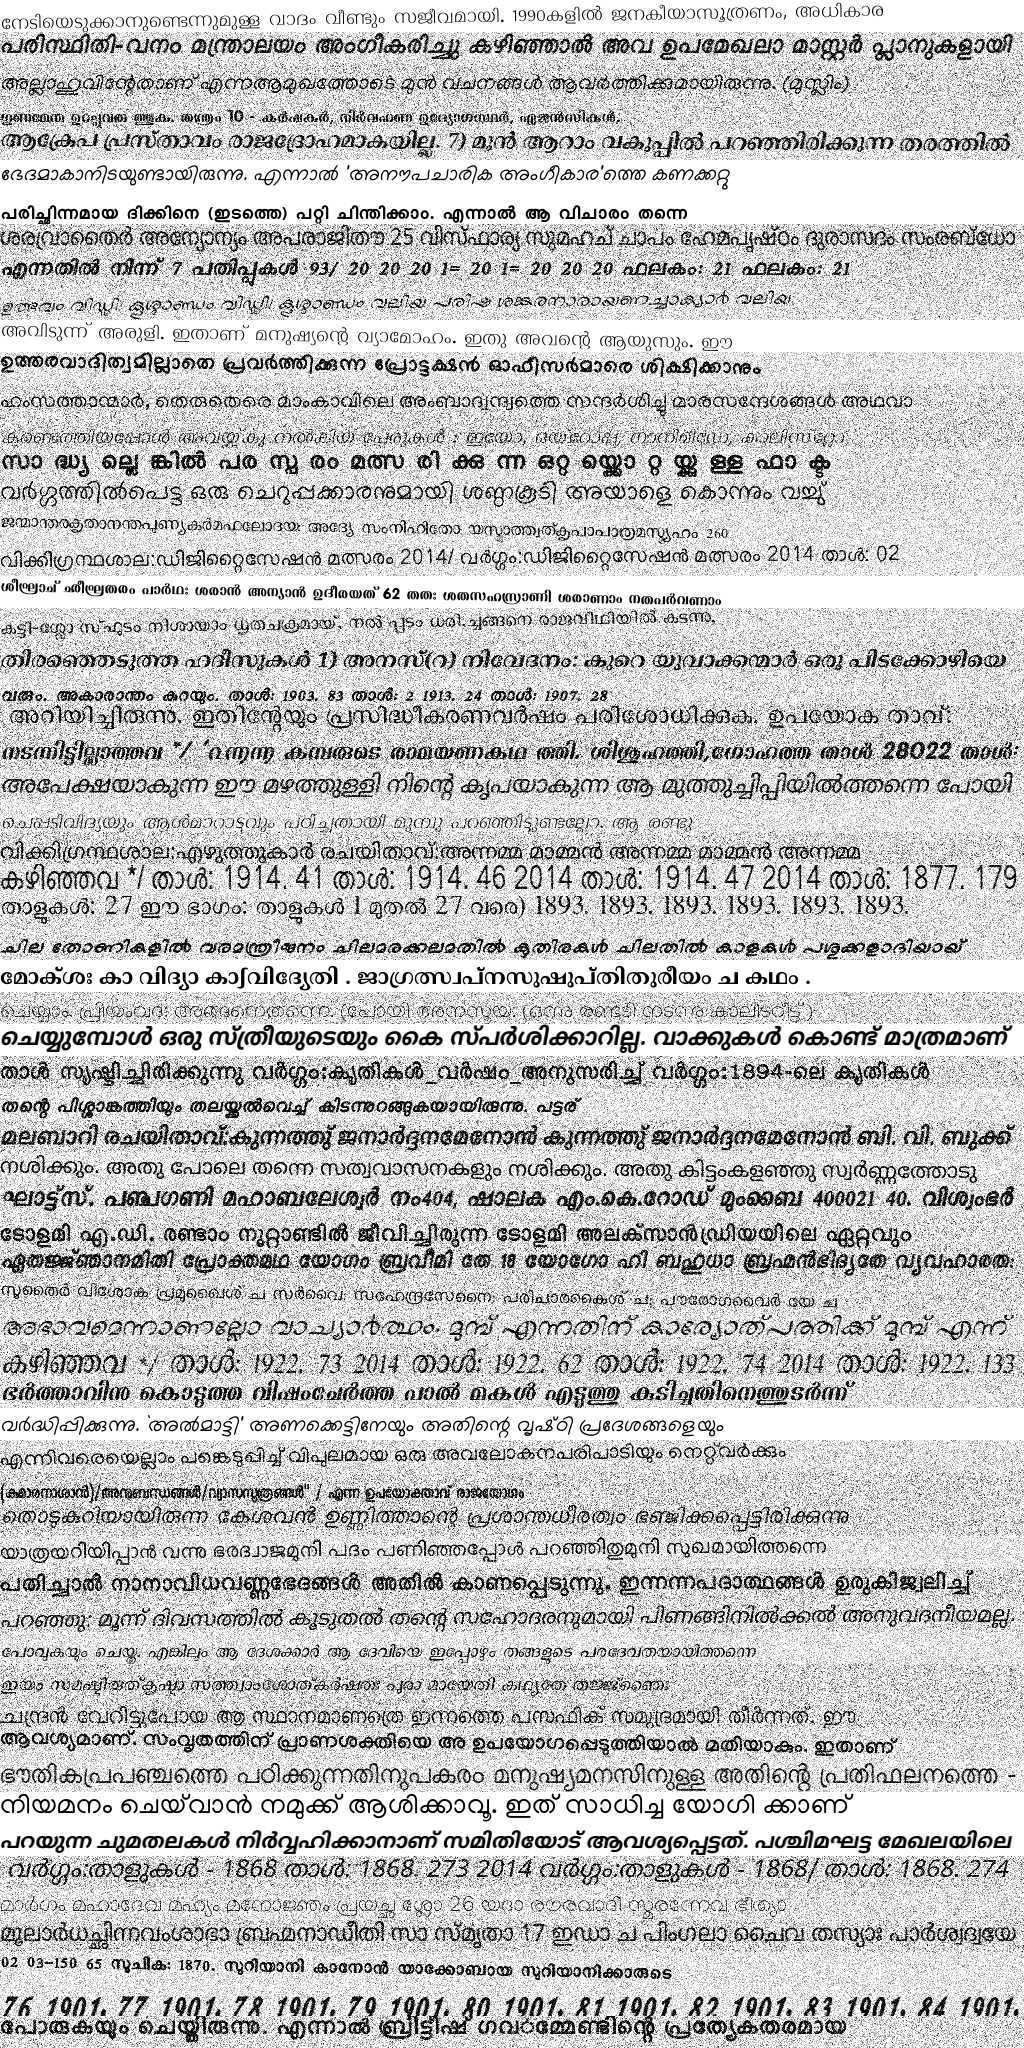 നേടിയെടുക്കാനുണ്ടെന്നുമുള്ള വാദം വീണ്ടും സജീവമായി. 1990കളിൽ ജനകീയാസൂത്രണം, അധികാര
പരിസ്ഥിതി-വനം മന്ത്രാലയം അംഗീകരിച്ചു കഴിഞ്ഞാൽ അവ ഉപമേഖലാ മാസ്റ്റർ പ്ലാനുകളായി
അല്ലാഹുവിന്റേതാണ് എന്നആമുഖത്തോടെ മുൻ വചനങ്ങൾ ആവർത്തിക്കുമായിരുന്നു. (മുസ്ലിം)
10 - കർഷകർ, നിർവഹണ ഉദ്യോഗസ്ഥർ, ഏജൻസികൾ,
ആക്രേപ പ്രസ്താവം രാജദ്രോഹമാകയില്ല. 7) മുൻ ആറാം വകുപ്പിൽ പറഞ്ഞിരിക്കുന്ന തരത്തിൽ
ഭേദമാകാനിടയുണ്ടായിരുന്നു. എന്നാൽ 'അനൗപചാരിക അംഗീകാര'ത്തെ കണക്കറ്റു
പരിച്ഛിന്നമായ ദിക്കിനെ (ഇടത്തെ) പറ്റി ചിന്തിക്കാം. എന്നാൽ ആ വിചാരം തന്നെ
ശരവ്രാതൈർ അന്യോന്യം അപരാജിതൗ 25 വിസ്ഫാര്യ സുമഹച് ചാപം ഹേമപൃഷ്ഠം ദുരാസദം സംരബ്ധോ
എന്നതിൽ നിന്ന് 7 പതിപ്പുകൾ 93/ 20 20 20 1= 20 1= 20 20 20 ഫലകം: 21 ഫലകം: 21
ഉത്ഭവം വിഡ്ഢി! കൂശ്മാണ്ഡം വിഡ്ഢി! കൂശ്മാണ്ഡം വലിയ പരിഷ ശങ്കരനാരായണച്ചാക്യാർ വലിയ
അവിടുന്ന് അരുളി. ഇതാണ് മനുഷ്യന്റെ വ്യാമോഹം. ഇതു അവന്റെ ആയുസും. ഈ
ഉത്തരവാദിത്വമില്ലാതെ പ്രവർത്തിക്കുന്ന പ്രോട്ടക്ഷൻ ഓഫീസർമാരെ ശിക്ഷിക്കാനും
ഹംസത്താന്മാർ, തെരുതെരെ മാംകാവിലെ അംബാദ്വന്ദ്വത്തെ സന്ദർശിച്ചു മാരസന്ദേശങ്ങൾ അഥവാ
കരണത്തിയപ്പോൾ അവയ്ക്കു നൽകിയ പേരുകൾ :
സാ ദ്ധ്യ ല്ലെ ങ്കിൽ പര സ്പ രം മത്സ രി ക്കു ന്ന ഒറ്റ യ്ക്കൊ റ്റ യ്ക്കു ള്ള ഫാ ക്ട
വർഗ്ഗത്തിൽപെട്ട ഒരു ചെറുപ്പക്കാരനുമായി ശണ്ഠകൂടി അയാളെ കൊന്നും വച്ച്
ജന്മാന്തരകൃതാനന്തപുണ്യകർമഫലോദയഃ അദ്യേ സംനിഹിതോ യസ്മാത്ത്വത്കൃപാപാത്രമസ്മ്യഹം 260
വിക്കിഗ്രന്ഥശാല:ഡിജിറ്റൈസേഷൻ മത്സരം 2014/ വർഗ്ഗം:ഡിജിറ്റൈസേഷൻ മത്സരം 2014 താൾ: 02
ശീഘ്രാച് ഛീഘ്രതരം പാർഥഃ ശരാൻ അന്യാൻ ഉദീരയത് 62 തതഃ ശതസഹസ്രാണി ശരാണാം നതപർവണാം
കട്ടി-ശ്ലോ സ്ഫുടം നിശായാം ധൃതചക്രമായ്, നൽ പ്പടം ധരിച്ചങ്ങനെ രാജവീഥിയിൽ കടന്നു,
തിരഞ്ഞെടുത്ത ഹദീസുകൾ 1) അനസ്(റ) നിവേദനം: കുറെ യുവാക്കന്മാർ ഒരു പിടക്കോഴിയെ
വരും. അകാരാന്തം കുറയും. താൾ: 1903. 83 താൾ: 2 1913. 24 താൾ: 1907. 28
അറിയിച്ചിരുന്നു. ഇതിന്റേയും പ്രസിദ്ധീകരണവർഷം പരിശോധിക്കുക. ഉപയോക താവ്:
നടന്നിട്ടില്ലാത്തവ "/ കമ്പരുടെ രാമയണകഥ ത്തി. ശിശുഹത്തി,ഗോഹത്ത താൾ 28022 താൾ:
അപേക്ഷയാകുന്ന ഈ മഴത്തുള്ളി നിന്റെ കൃപയാകുന്ന ആ മുത്തുച്ചിപ്പിയിൽത്തന്നെ പോയി
ചെപ്പടിവിദ്യയും ആൾമാറാട്ടവും പഠിച്ചതായി മുമ്പു പറഞ്ഞിട്ടുണ്ടല്ലോ. ആ രണ്ടു
വിക്കിഗ്രന്ഥശാല:എഴുത്തുകാർ രചയിതാവ്:അന്നമ്മ മാമ്മൻ അന്നമ്മ മാമ്മൻ അന്നമ്മ
കഴിഞ്ഞവ */ താൾ: 1914. 41 താൾ: 1914. 46 2014 താൾ: 1914. 47 2014 താൾ: 1877. 179
താളുകൾ: 27 ഈ ഭാഗം: താളുകൾ 1 മുതൽ 27 വരെ) 1893. 1893. 1893. 1893. 1893. 1893.
ചില തോണികളിൽ വരമന്ത്രീഷനം ചിലമരക്കലമതിൽ കുതിരകൾ ചിലതിൽ കാളകൾ പശുക്കളാദിയായ്
മോക്ശഃ കാ വിദ്യാ കാഽവിദ്യേതി . ജാഗ്രത്സ്വപ്നസുഷുപ്തിതുരീയം ച കഥം .
ചെയ്യാം. പ്രിയംവദ: അങ്ങനെതന്നെ. (പോയി അനസൂയ: (ഒന്നു രണ്ടടി നടന്നു കാലിടറീട്ട് )
ചെയ്യുമ്പോൾ ഒരു സ്ത്രീയുടെയും കൈ സ്പർശിക്കാറില്ല. വാക്കുകൾ കൊണ്ട് മാത്രമാണ്
താൾ സൃഷ്ടിച്ചിരിക്കുന്നു വർഗ്ഗം:കൃതികൾ_വർഷം_അനുസരിച്ച് വർഗ്ഗം:1894-ലെ കൃതികൾ
തന്റെ പിശ്ശാങ്കത്തിയും തലയ്ക്കൽവെച്ച് കിടന്നുറങ്ങുകയായിരുന്നു. പട്ടര്
മലബാറി രചയിതാവ്:കുന്നത്തു് ജനാർദ്ദനമേനോൻ കുന്നത്തു് ജനാർദ്ദനമേനോൻ ബി. വി. ബുക്ക്
നശിക്കും. അതു പോലെ തന്നെ സത്വവാസനകളും നശിക്കും. അതു കിട്ടംകളഞ്ഞു സ്വർണ്ണത്തോടു
ഘാട്ട്സ്, പഞ്ചഗണി മഹാബലേശ്വർ നം404, ഷാലക എം.കെ.റോഡ് മുംബൈ 400021 40. വിശ്വംഭർ
ടോളമി എ.ഡി. രണ്ടാം നൂറ്റാണ്ടിൽ ജീവിച്ചിരുന്ന ടോളമി അലക്സാൻഡ്രിയയിലെ ഏറ്റവും
ഏതജ്ജ്ഞാനമിതി പ്രോക്തമഥ യോഗം ബ്രവീമി തേ 18 യോഗോ ഹി ബഹുധാ ബ്രഹ്മൻഭിദ്യതേ വ്യവഹാരതഃ
സൂതൈർ വിശോക പ്രമുഖൈശ് ച സർവൈഃ സഹേന്ദ്രസേനൈഃ പരിചാരകൈശ് ച; പൗരോഗവൈർ യേ ച
അഭാവമെന്നാണല്ലോ വാച്യാർത്ഥം. മുമ്പ് എന്നതിന് കാര്യോത്പത്തിക്ക് മുമ്പ് എന്ന്
കഴിഞ്ഞവ */ താൾ: 1922. 73 2014 താൾ: 1922. 62 താൾ: 1922. 74 2014 താൾ: 1922. 133
ഭർത്താവിനു കൊടുത്ത വിഷംചേർത്ത പാൽ മകൾ എടുത്തു കുടിച്ചതിനെത്തുടർന്ന്
വർദ്ധിപ്പിക്കുന്നു. 'അൽമാട്ടി' അണക്കെട്ടിനേയും അതിന്റെ വൃഷ്ഠി പ്രദേശങ്ങളെയും
എന്നിവരെയെല്ലാം പങ്കെടുപ്പിച്ച് വിപുലമായ ഒരു അവലോകനപരിപാടിയും നെറ്റ്‌വർക്കും
(കുമാരനാശാൻ)/അനുബന്ധങ്ങൾ/വ്യാസസൂത്രങ്ങൾ" / എന്ന ഉപയോക്താവ് രാജയോഗം
തൊടുകുറിയായിരുന്ന കേശവൻ ഉണ്ണിത്താന്റെ പ്രശാന്തധീരത്വം ഭഞ്ജിക്കപ്പെട്ടിരിക്കുന്നു
യാത്രയറിയിപ്പാൻ വന്നു ഭരദ്വാജമുനി പദം പണിഞ്ഞപ്പോൾ പറഞ്ഞിതുമുനി സുഖമായിത്തന്നെ
പതിച്ചാൽ നാനാവിധവണ്ണഭേദങ്ങൾ അതിൽ കാണപ്പെടുന്നു. ഇന്നന്നപദാത്ഥങ്ങൾ ഉരുകിജ്വലിച്ച്
പറഞ്ഞു: മൂന്ന് ദിവസത്തിൽ കൂടുതൽ തന്റെ സഹോദരനുമായി പിണങ്ങിനിൽക്കൽ അനുവദനീയമല്ല.
പോവുകയും ചെയ്തു. എങ്കിലും ആ ദേശക്കാർ ആ ദേവിയെ ഇപ്പോഴും തങ്ങളുടെ പരദേവതയായിത്തന്നെ
ഇയം സമഷ്ടിരുത്കൃഷ്ടാ സത്ത്വാംശോത്കർഷതഃ പുരാ മായേതി കഥ്യതേ തജ്ജ്ഞൈഃ
ചന്ദ്രൻ വേറിട്ടുപോയ ആ സ്ഥാനമാണത്രെ ഇന്നത്തെ പസഫിക് സമുദ്രമായി തീർന്നത്. ഈ
ആവശ്യമാണ്. സംവൃതത്തിന് പ്രാണശക്തിയെ അ ഉപയോഗപ്പെടുത്തിയാൽ മതിയാകും. ഇതാണ്
ഭൗതികപ്രപഞ്ചത്തെ പഠിക്കുന്നതിനുപകരം മനുഷ്യമനസിനുള്ള അതിന്റെ പ്രതിഫലനത്തെ -
നിയമനം ചെയ്‌വാൻ നമുക്ക് ആശിക്കാവൂ. ഇത് സാധിച്ച യോഗി ക്കാണ്
പറയുന്ന ചുമതലകൾ നിർവ്വഹിക്കാനാണ് സമിതിയോട് ആവശ്യപ്പെട്ടത്. പശ്ചിമഘട്ട മേഖലയിലെ
വർഗ്ഗം:താളുകൾ - 1868 താൾ: 1868. 273 2014 വർഗ്ഗം:താളുകൾ - 1868/ താൾ: 1868. 274
മാർഗം മഹാദേവ മഹ്യം മനോജ്ഞം പ്രയച്ഛ ശ്ലോ 26 യദാ രൗരവാദീ സ്മരന്നേവ ഭീത്യാ
മൂലാർധച്ഛിന്നവംശാഭാ ബ്രഹ്മനാഡീതി സാ സ്മൃതാ 17 ഇഡാ ച പിംഗലാ ചൈവ തസ്യാഃ പാർശ്വദ്വയേ
02 03–150 65 സൂചിക: 1870. സുറിയാനി കാനോൻ യാക്കോബായ സുറിയാനിക്കാരുടെ
76 1901. 77 1901. 78 1901. 79 1901. 80 1901. 81 1901. 82 1901. 83 1901. 84 1901.
പോരുകയും ചെയ്തിരുന്നു. എന്നാൽ ബ്രിട്ടീഷ് ഗവൺമ്മേണ്ടിന്റെ പ്രത്യേകതരമായ